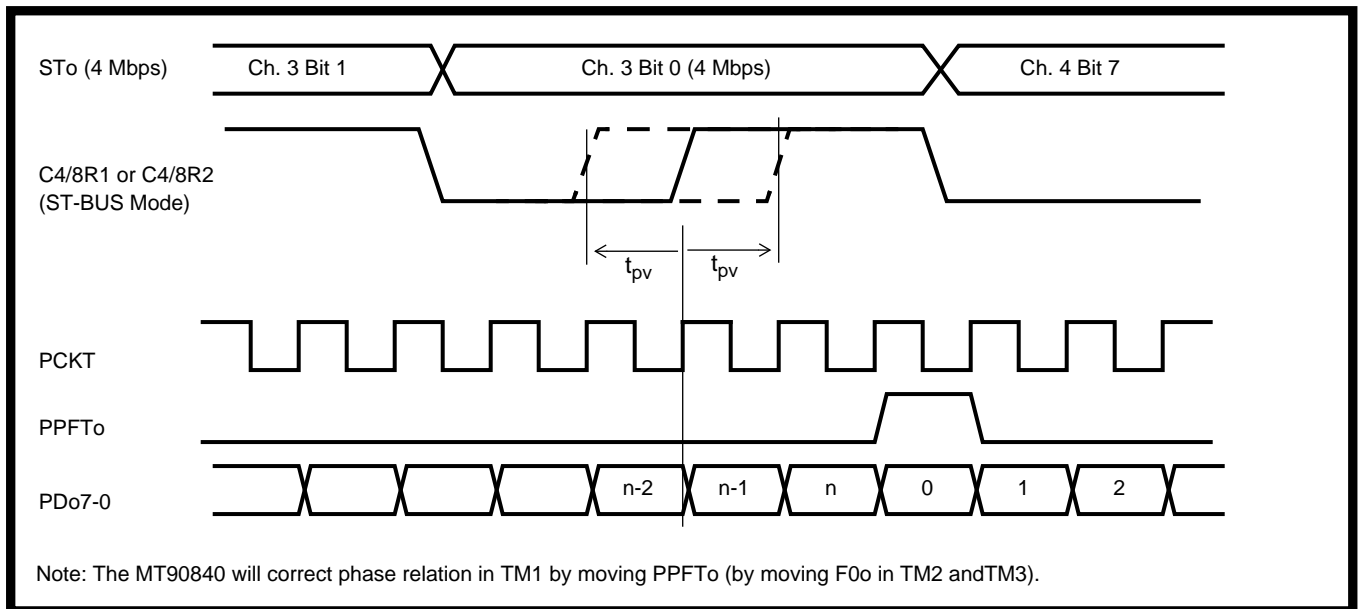 STo (4 Mbps)
Ch. 3 Bit 1
Ch. 3 Bit 0 (4 Mbps)
Ch. 4 Bit 7
C4/8R1 or C4/8R2
(ST-BUS Mode)
tpv
tpv
PCKT
PPFTo
PDo7-0
n-2
n-1
n
0
1
2
Note: The MT90840 will correct phase relation in TM1 by moving PPFTo (by moving F0o in TM2 andTM3).